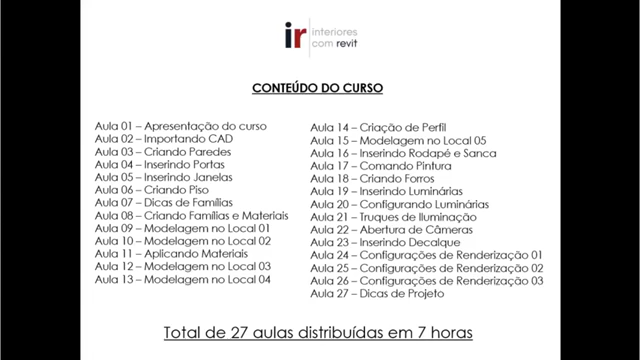 ir interiores
com revit
CONTEÚDO DO CURSO
Aula 01 – Apresentação do curso
Aula 02 – Importando CAD
Aula 03 – Criando Paredes
Aula 04 – Inserindo Portas
Aula 05 – Inserindo Janelas
Aula 06 – Criando Piso
Aula 07 – Dicas de Famílias
Aula 08 – Criando Famílias e Materiais
Aula 09 – Modelagem no Local 01
Aula 10 – Modelagem no Local 02
Aula 11 – Aplicando Materiais
Aula 12 – Modelagem no Local 03
Aula 13 – Modelagem no Local 04
Aula 14 – Criação de Perfil
Aula 15 – Modelagem no Local 05
Aula 16 – Inserindo Rodapé e Sanca
Aula 17 – Comando Pintura
Aula 18 – Criando Forros
Aula 19 – Inserindo Luminárias
Aula 20 – Configurando Luminárias
Aula 21 – Truques de Iluminação
Aula 22 – Abertura de Câmeras
Aula 23 – Inserindo Decalque
Aula 24 – Configurações de Renderização 01
Aula 25 – Configurações de Renderização 02
Aula 26 – Configurações de Renderização 03
Aula 27 – Dicas de Projeto
Total de 27 aulas distribuídas em 7 horas